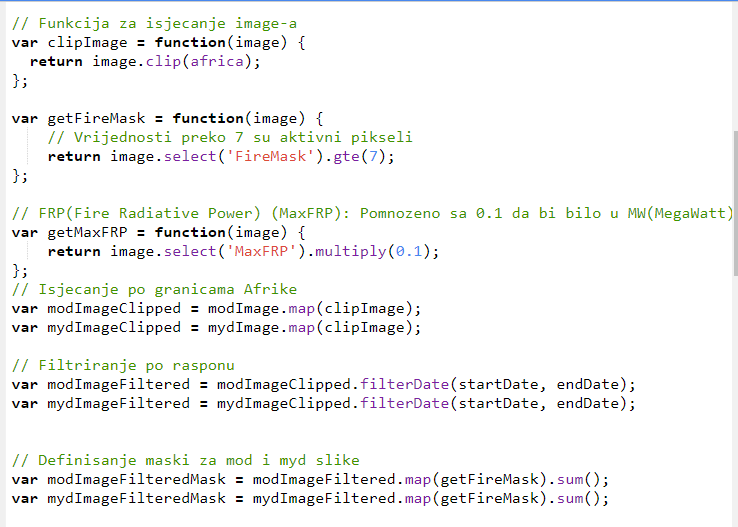 // Funkcija za isjecanje image-a
var clipImage = function(image) {
  return image.clip(africa);
};

var getFireMask = function(image) {
    // Vrijednosti preko 7 su aktivni pikseli
    return image.select('FireMask').gte(7);
};

// FRP(Fire Radiative Power) (MaxFRP): Pomnozeno sa 0.1 da bi bilo u MW(MegaWatt)
var getMaxFRP = function(image) {
    return image.select('MaxFRP').multiply(0.1);
};
// Isjecanje po granicama Afrike
var modImageClipped = modImage.map(clipImage);
var mydImageClipped = mydImage.map(clipImage);

// Filtriranje po rasponu
var modImageFiltered = modImageClipped.filterDate(startDate, endDate);
var mydImageFiltered = mydImageClipped.filterDate(startDate, endDate);


// Definisanje maski za mod i myd slike
var modImageFilteredMask = modImageFiltered.map(getFireMask).sum();
var mydImageFilteredMask = mydImageFiltered.map(getFireMask).sum();